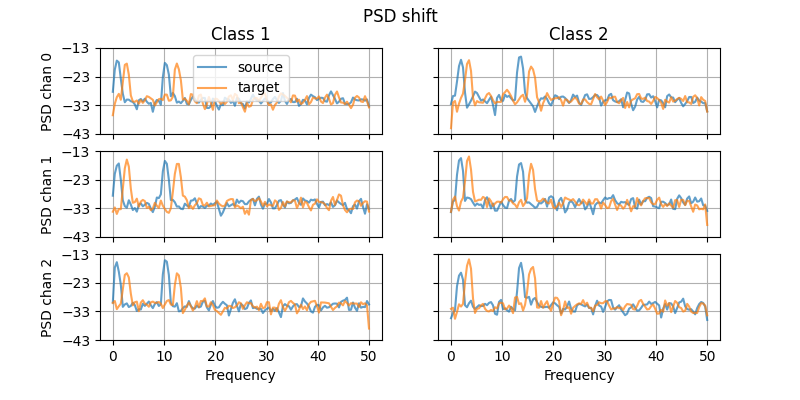 PSD shift
Class 1
Class 2
PSD chan 0
−13
−23
−33
−43
source
target
PSD chan 1
−13
−23
−33
−43
PSD chan 2
−13
−23
−33
−43
0 10 20 30 40 50
0 10 20 30 40 50
Frequency
Frequency